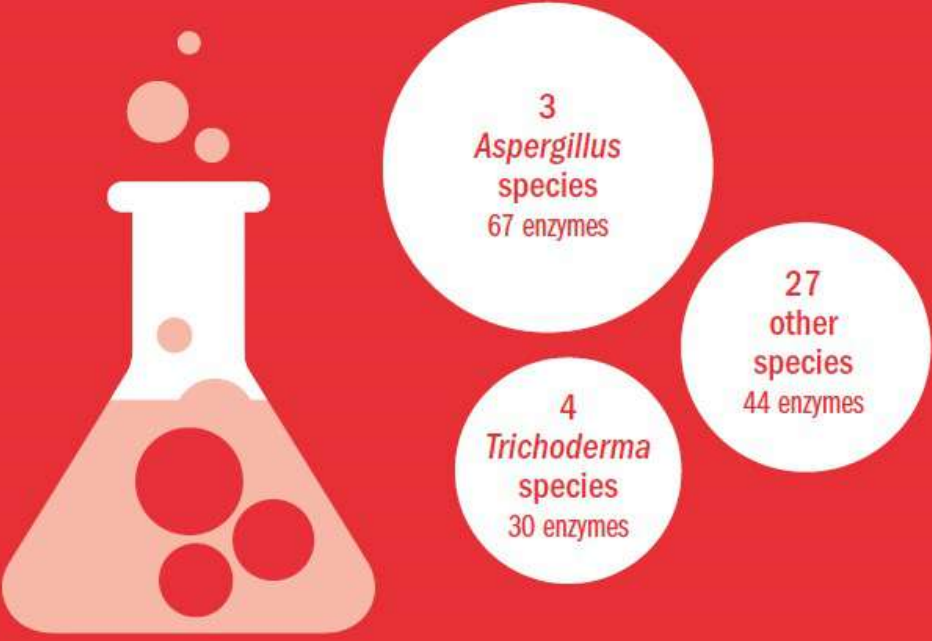 3
Aspergillus
species
67 enzymes
27
other
species
44 enzymes
4
Trichoderma
species
30 enzymes